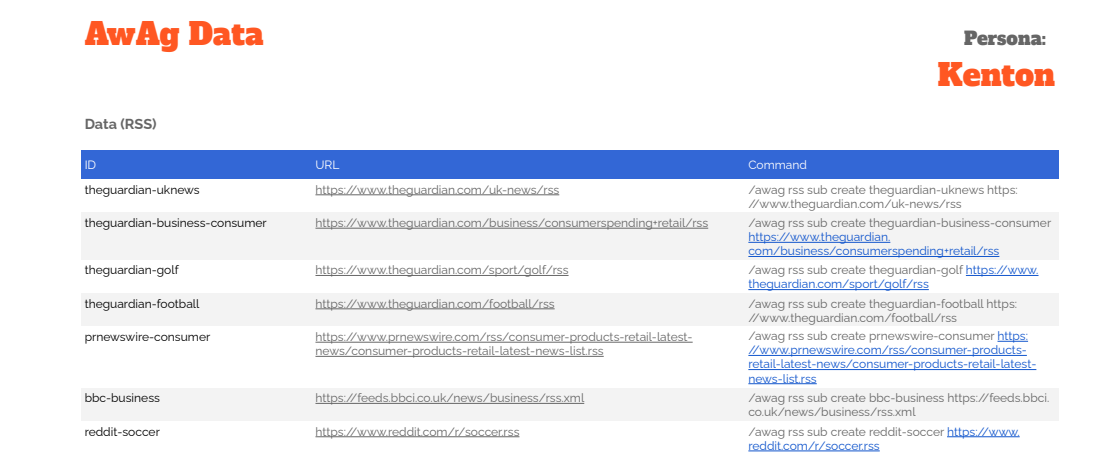 AwAg Data
Persona:
Kenton
Data (RSS)
ID URL Command
theguardian-uknews https://www.theguardian.com/uk-news/rss /awag rss sub create theguardian-uknews https:
//www.theguardian.com/uk-news/rss
theguardian-business-consumer https://www.theguardian.com/business/consumerspending+retail/rss /awag rss sub create theguardian-business-consumer
https://www.theguardian.
com/business/consumerspending+retail/rss
theguardian-golf https://www.theguardian.com/sport/golf/rss /awag rss sub create theguardian-golf https://www.
theguardian.com/sport/golf/rss
theguardian-football https://www.theguardian.com/football/rss /awag rss sub create theguardian-football https:
//www.theguardian.com/football/rss
prnewswire-consumer https://www.prnewswire.com/rss/consumer-products-retail-latest- /awag rss sub create prnewswire-consumer https:
news/consumer-products-retail-latest-news-list.rss //www.prnewswire.com/rss/consumer-products-
retail-latest-news/consumer-products-retail-latest-
news-list.rss
bbc-business https://feeds.bbci.co.uk/news/business/rss.xml /awag rss sub create bbc-business https://feeds.bbci.
co.uk/news/business/rss.xml
reddit-soccer https://www.reddit.com/r/soccer.rss /awag rss sub create reddit-soccer https://www.
reddit.com/r/soccer.rss